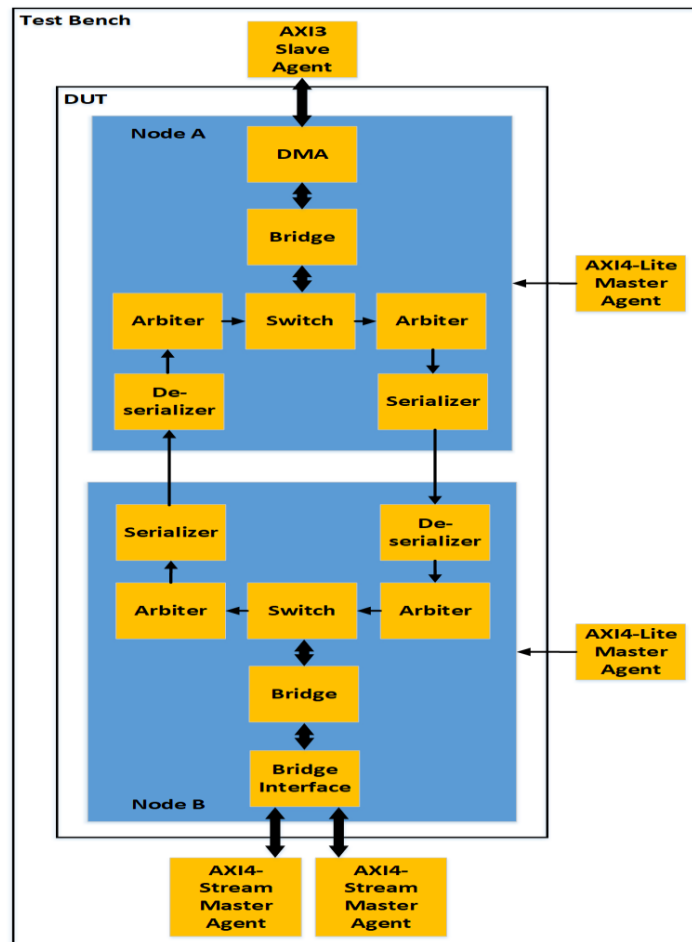 Test Bench
AXI3
Slave
Agent
DUT
Node A
DMA
Bridge
AXI4-Lite
Master
Agent
Arbiter
Switch
Arbiter
De-
serializer
Serializer
Serializer
De-
serializer
Arbiter
Switch
Arbiter
AXI4-Lite
Master
Agent
Bridge
Bridge
Interface
Node B
AXI4-
Stream
Master
Agent
AXI4-
Stream
Master
Agent